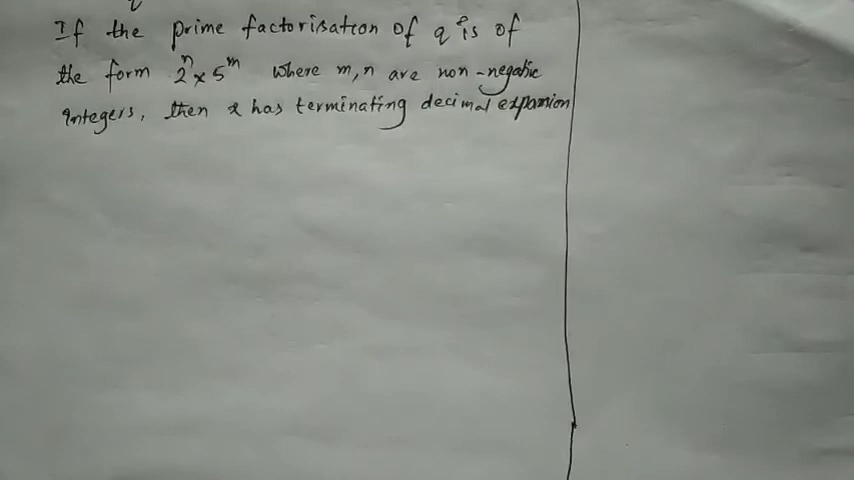 q
If the prime factorisation of q is of
the form 2ⁿ × 5ᵐ where m, n are non-negative
integers, then x has terminating decimal expansion